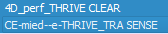 4D_perf_THRIVE CLEAR
CE-mied--e-THRIVE_TRA SENSE